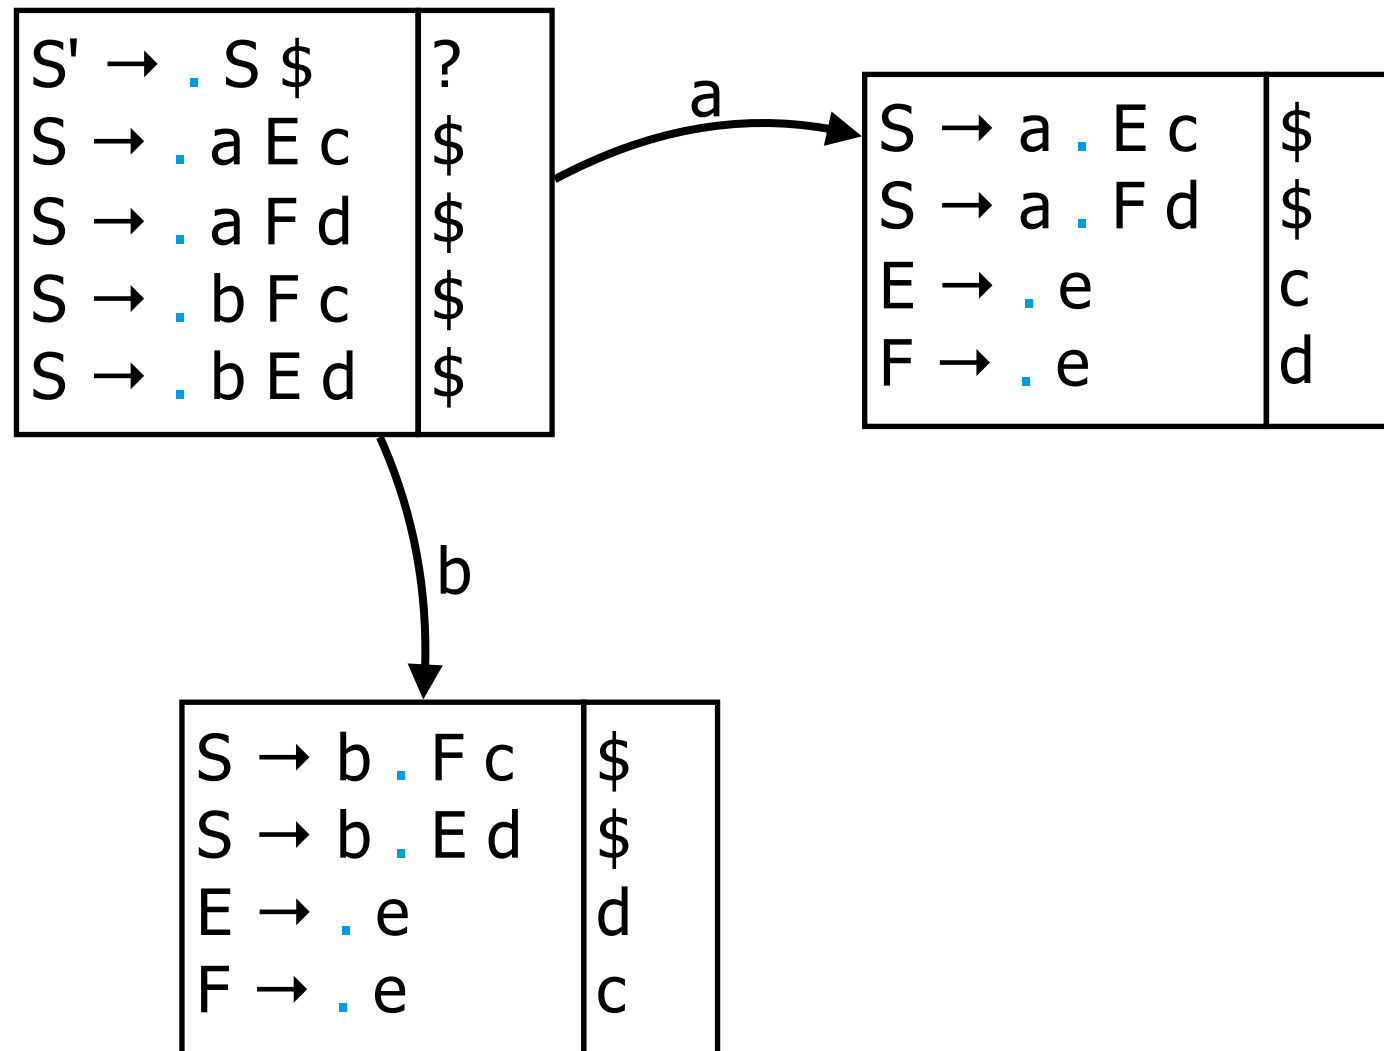 S' → . S $ ?
S → . a E c $
S → . a F d $
S → . b F c $
S → . b E d $
a
S → a . E c $
S → a . F d $
E → . e c
F → . e d
b
S → b . F c $
S → b . E d $
E → . e d
F → . e c